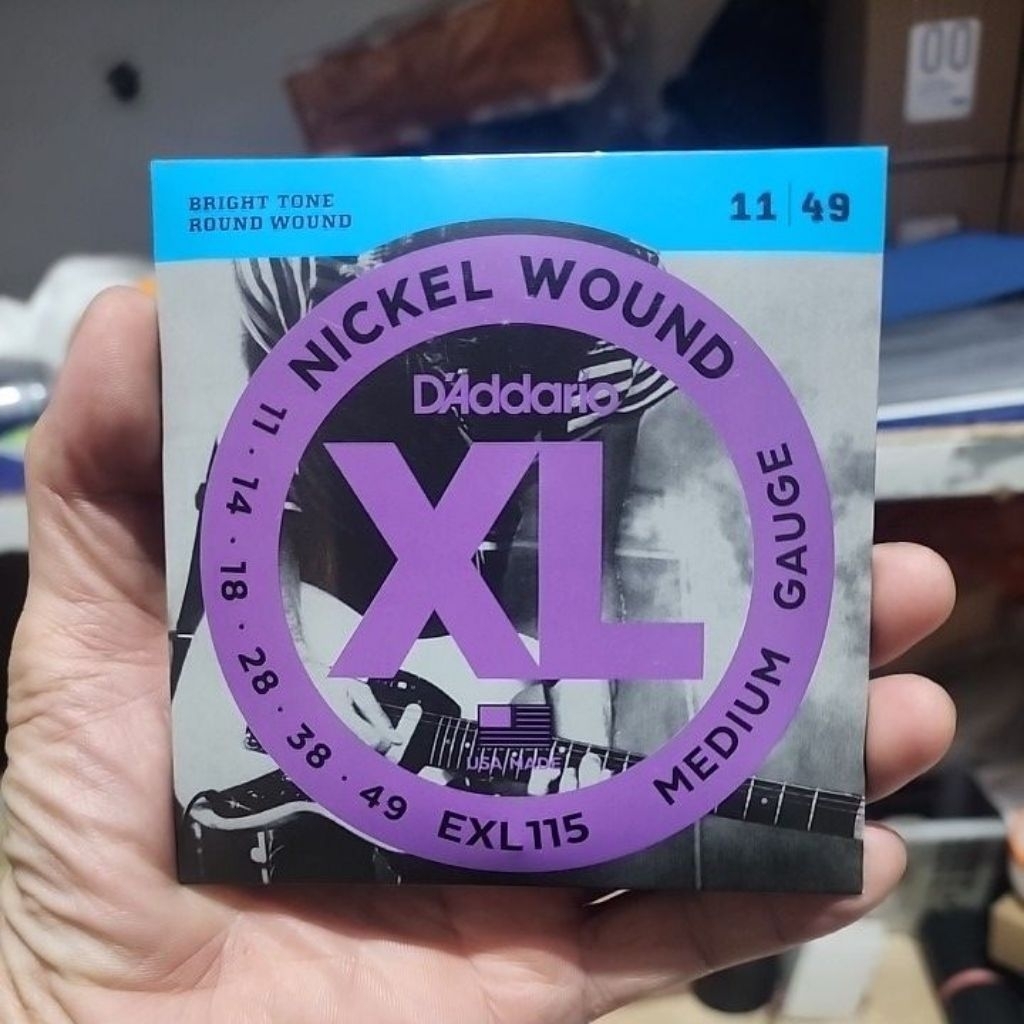 BRIGHT TONE
ROUND WOUND
11 | 49
NICKEL WOUND
MEDIUM GAUGE
11 · 14 · 18 · 28 · 38 · 49
EXL115
D'Addario
XL
USA MADE
00